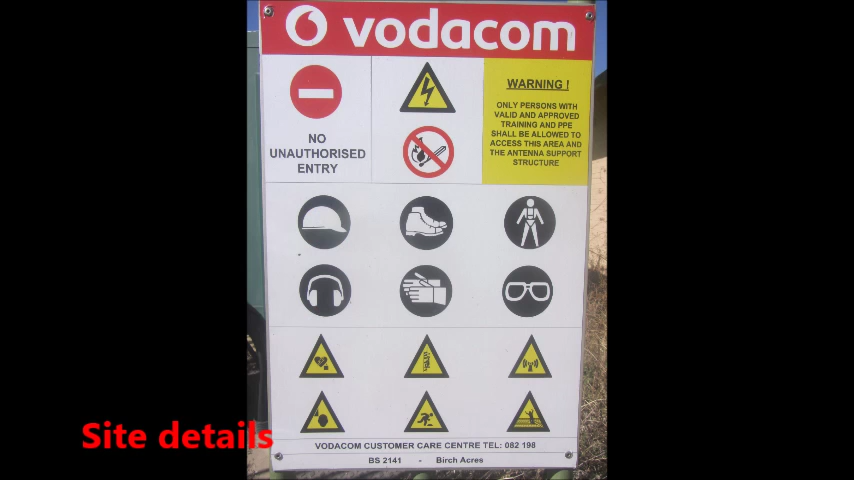 vodacom
NO
UNAUTHORISED
ENTRY
WARNING !
ONLY PERSONS WITH
VALID AND APPROVED
TRAINING AND PPE
SHALL BE ALLOWED TO
ACCESS THIS AREA AND
THE ANTENNA SUPPORT
STRUCTURE
Site details
VODACOM CUSTOMER CARE CENTRE TEL: 082 198
BS 2141 - Birch Acres